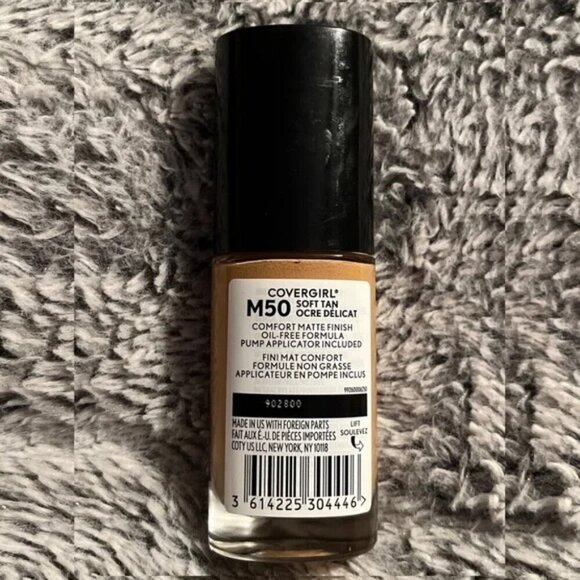 COVERGIRL®
M50 SOFT TAN
OCRE DÉLICAT
COMFORT MATTE FINISH
OIL-FREE FORMULA
PUMP APPLICATOR INCLUDED
FINI MAT CONFORT
FORMULE NON GRASSE
APPLICATEUR EN POMPE INCLUS
902800
MADE IN US WITH FOREIGN PARTS
FAIT AUX É.-U. DE PIÈCES IMPORTÉES
COTY US LLC, NEW YORK, NY 10118
LIFT
SOULEVEZ
3 614225 304446 >